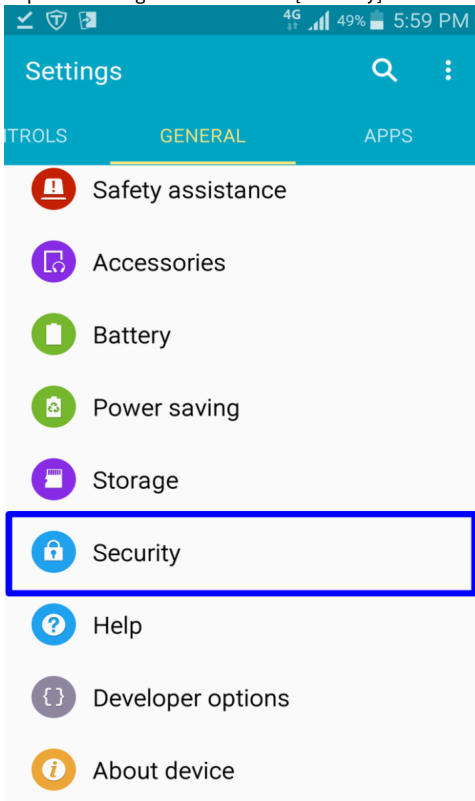 4G 49% 5:59 PM
Settings
TROLS GENERAL APPS
Safety assistance
Accessories
Battery
Power saving
Storage
Security
Help
Developer options
About device